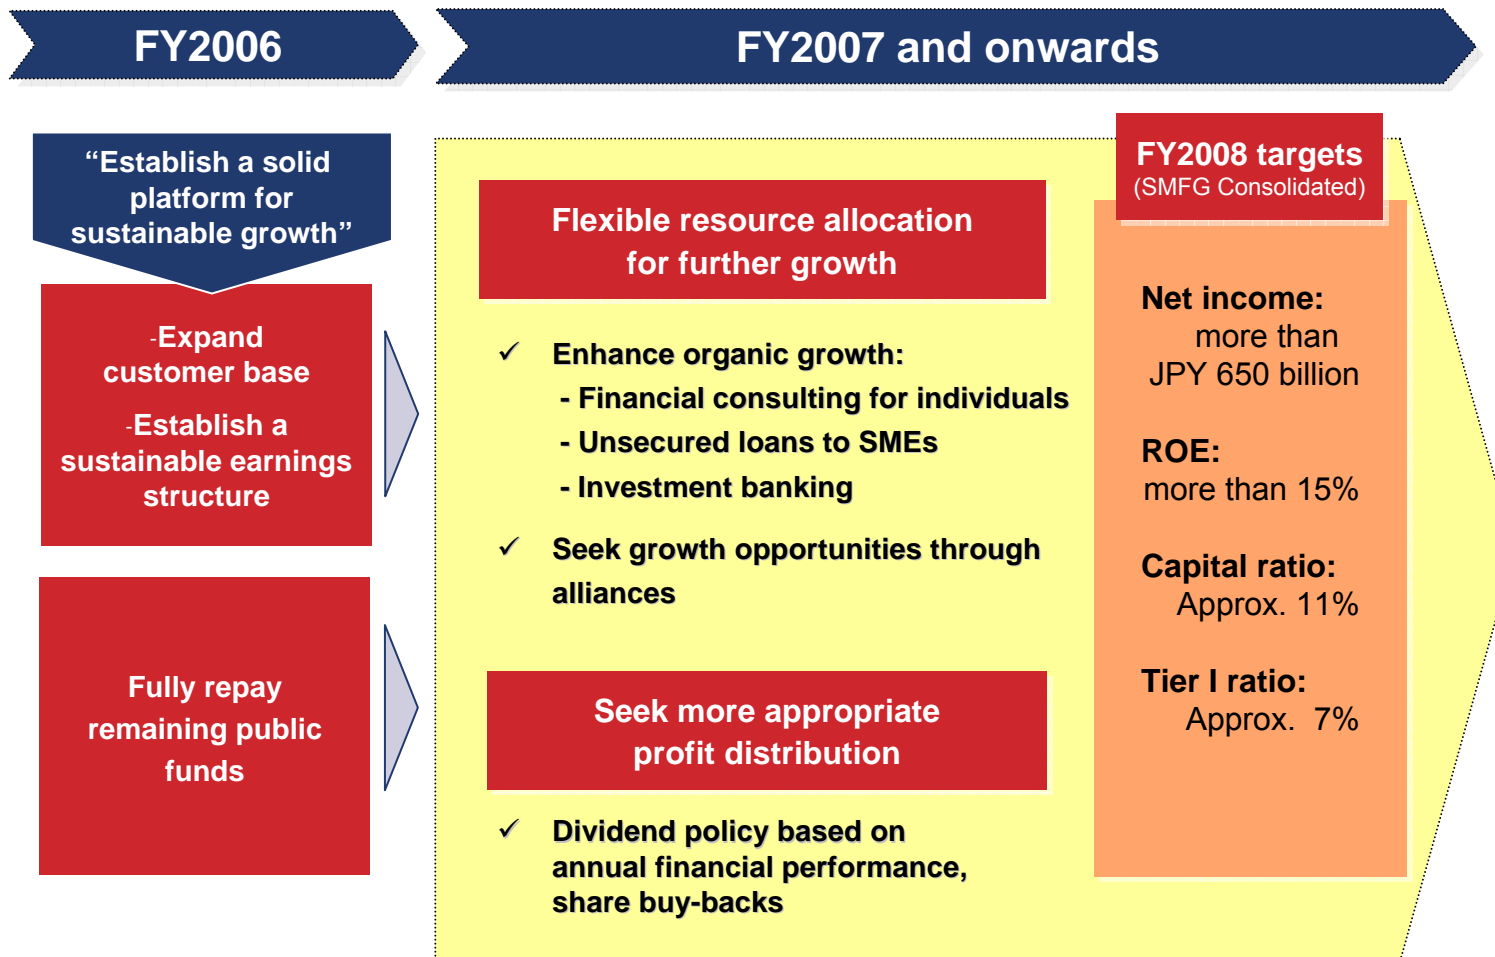 FY2006
FY2007 and onwards
“Establish a solid
platform for
sustainable growth”
-Expand
customer base
-Establish a
sustainable earnings
structure
Fully repay
remaining public
funds
Flexible resource allocation
for further growth
✓ Enhance organic growth:
- Financial consulting for individuals
- Unsecured loans to SMEs
- Investment banking
✓ Seek growth opportunities through
alliances
Seek more appropriate
profit distribution
✓ Dividend policy based on
annual financial performance,
share buy-backs
FY2008 targets
(SMFG Consolidated)
Net income:
more than
JPY 650 billion
ROE:
more than 15%
Capital ratio:
Approx. 11%
Tier I ratio:
Approx. 7%